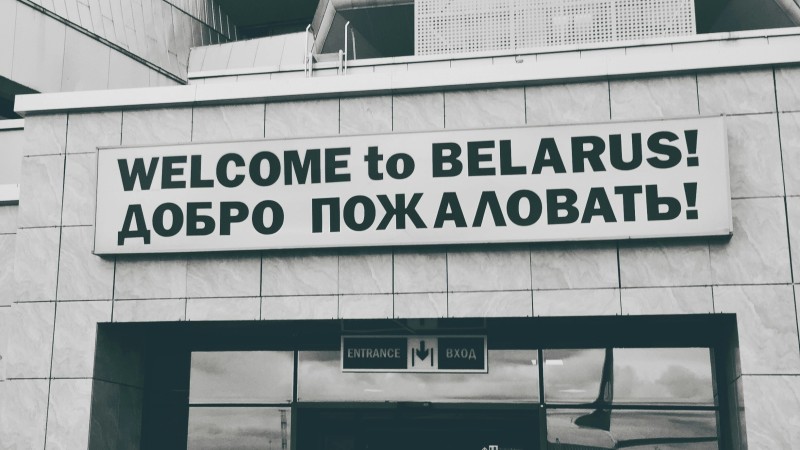 WELCOME to BELARUS!
ДОБРО ПОЖАЛОВАТЬ!
ENTRANCE ВХОД